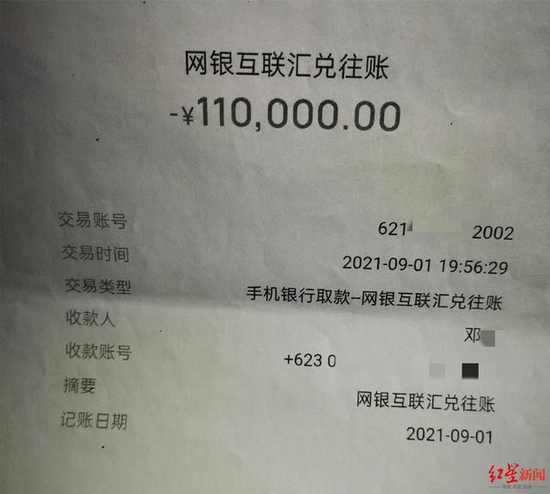 网银互联汇兑往账
-¥110,000.00
交易账号 621 2002
交易时间 2021-09-01 19:56:29
交易类型 手机银行取款--网银互联汇兑往账
收款人 邓
收款账号 +623 0
摘要 网银互联汇兑往账
记账日期 2021-09-01
红星新闻